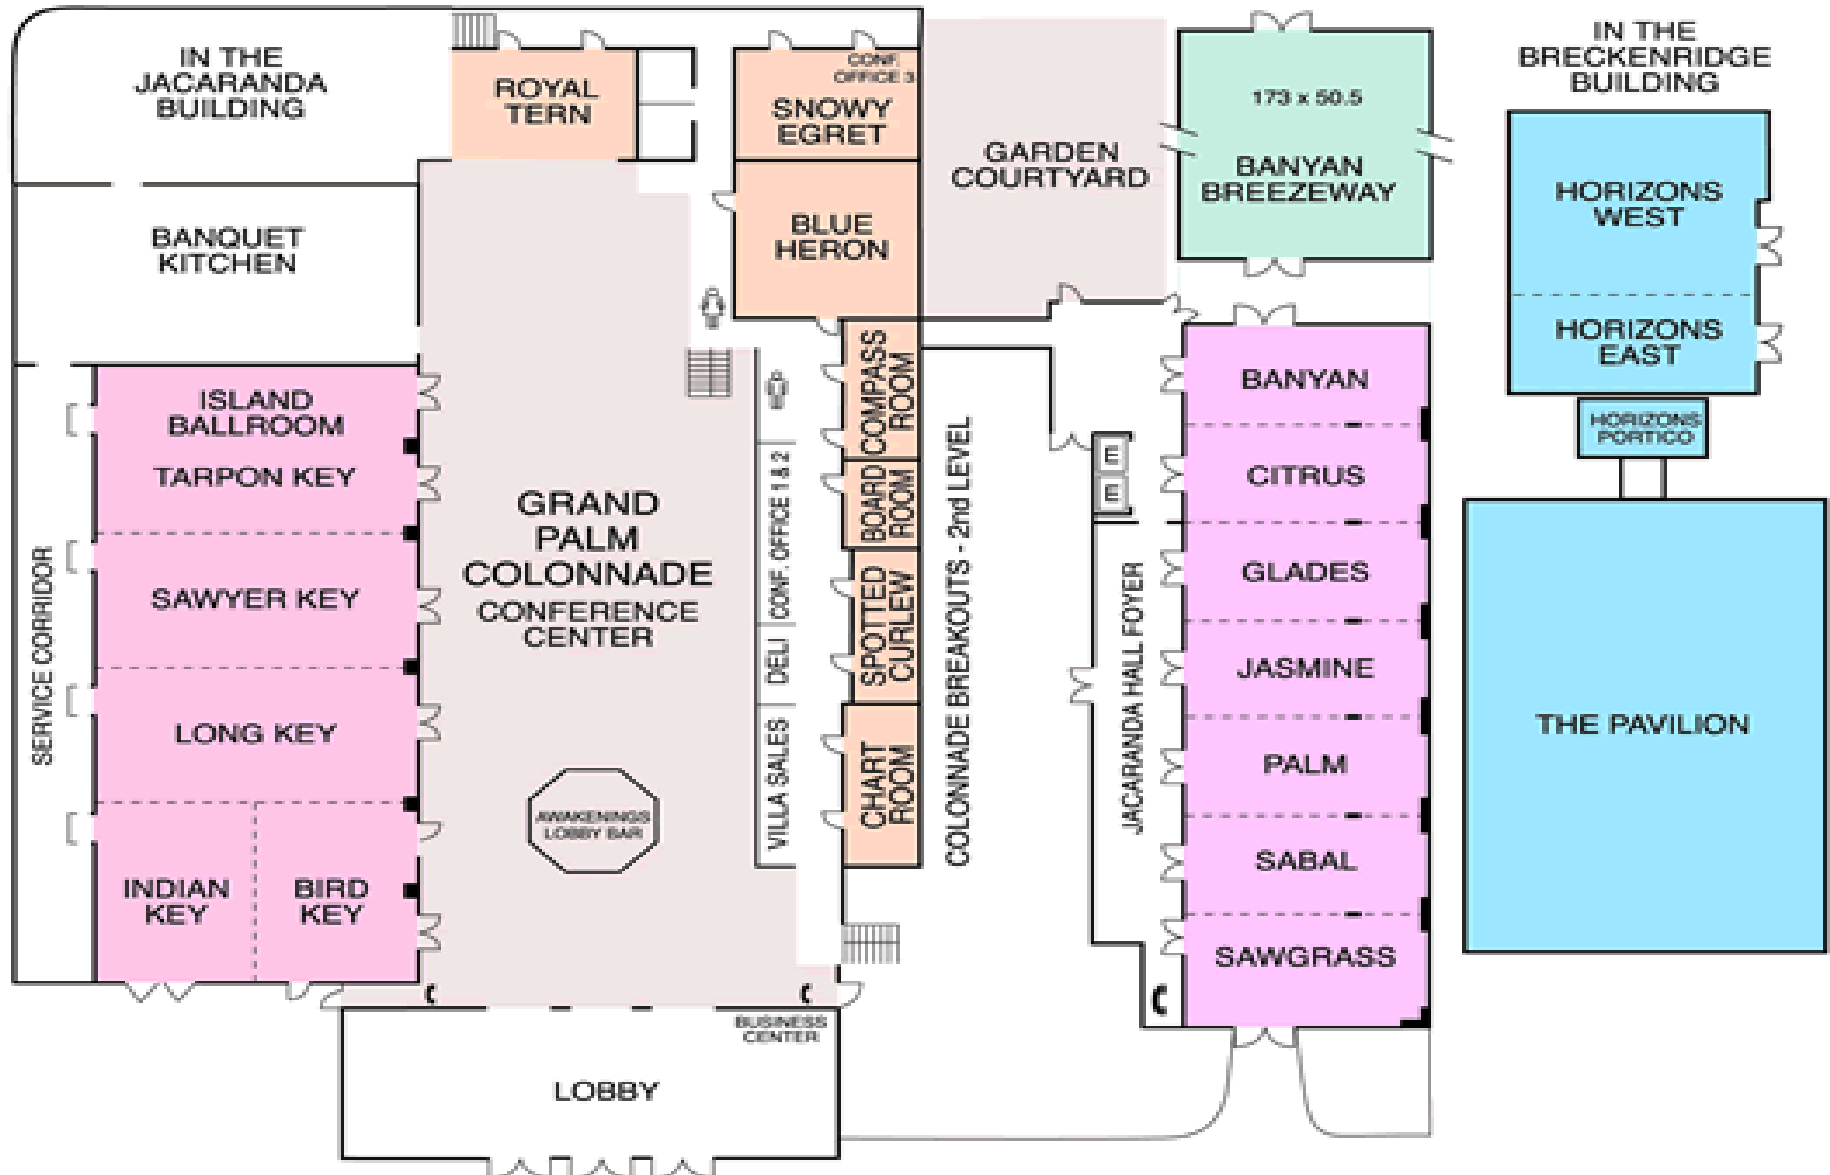 IN THE
JACARANDA
BUILDING
ROYAL
TERN
CONF.
OFFICE 3
SNOWY
EGRET
GARDEN
COURTYARD
173 x 50.5
BANYAN
BREEZEWAY
IN THE
BRECKENRIDGE
BUILDING
BANQUET
KITCHEN
BLUE
HERON
HORIZONS
WEST
HORIZONS
EAST
HORIZONS
PORTICO
THE PAVILION
ISLAND
BALLROOM
TARPON KEY
SAWYER KEY
LONG KEY
INDIAN
KEY
BIRD
KEY
SERVICE CORRIDOR
GRAND
PALM
COLONNADE
CONFERENCE
CENTER
AWAKENINGS
LOBBY BAR
CONF. OFFICE 1 & 2
DELI
VILLA SALES
COMPASS
ROOM
BOARD
ROOM
SPOTTED
CURLEW
CHART
ROOM
COLONNADE BREAKOUTS - 2nd LEVEL
E
E
JACARANDA HALL FOYER
BANYAN
CITRUS
GLADES
JASMINE
PALM
SABAL
SAWGRASS
BUSINESS
CENTER
LOBBY